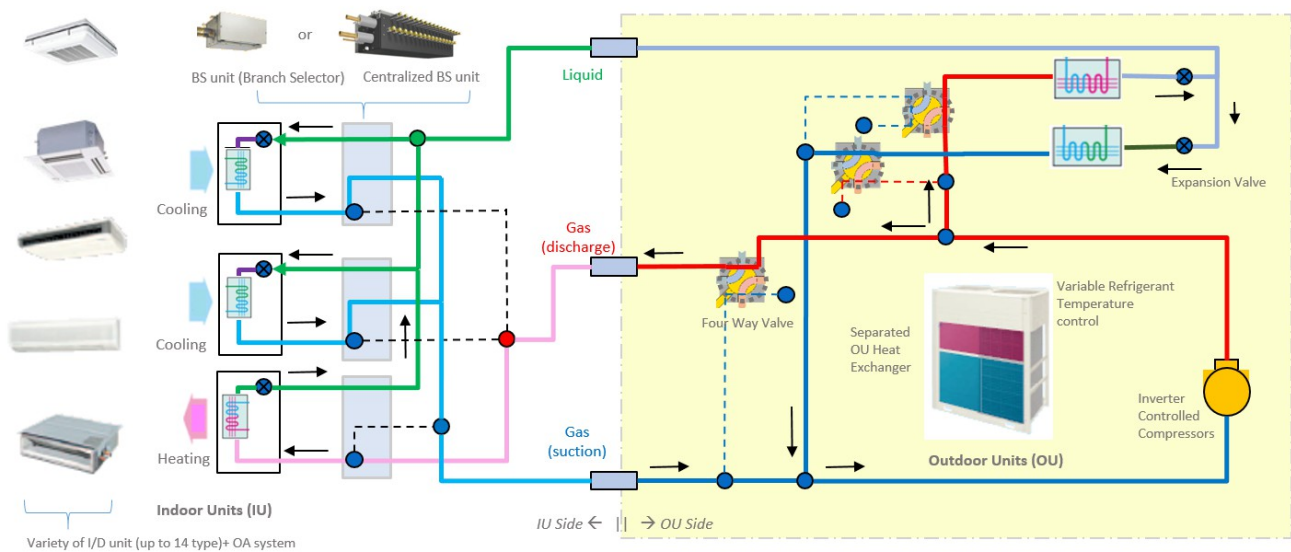 or
BS unit (Branch Selector)
Centralized BS unit
Liquid
Cooling
Expansion Valve
Gas
(discharge)
Four Way Valve
Separated
OU Heat
Exchanger
Variable Refrigerant
Temperature
control
Cooling
Inverter
Controlled
Compressors
Heating
Gas
(suction)
Outdoor Units (OU)
Indoor Units (IU)
IU Side ← || → OU Side
Variety of I/D unit (up to 14 type)+ OA system